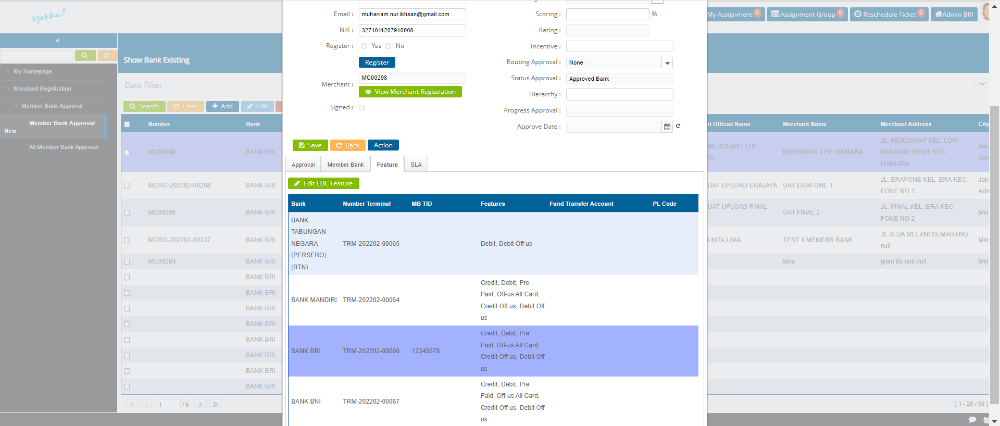 yokke!
My Assignment 0
Assignment Group 0
Reschedule Ticket 0
Admin BRI
«
My Homepage
Merchant Registration
Member Bank Approval
Member Bank Approval
New
All Member Bank Approval
Show Bank Existing
Data Filter
Search
Clear
Add
Edit
Number Bank
MC00298 BANK BRI
MCRG-202202-00288 BANK BRI
MC00296 BANK BRI
MCRG-202202-00237 BANK BRI
MC00293 BANK BRI
BANK BRI
BANK BRI
BANK BRI
BANK BRI
BANK BRI
BANK BRI
BANK BRI
BANK BRI
1 / 5
Email : muharram.nur.ikhsan@gmail.com
NIK : 3271011207910008
Register : Yes No
Register
Merchant : MC00298
View Merchant Registration
Signed :
Scoring : %
Rating :
Incentive :
Routing Approval : None
Status Approval : Approved Bank
Hierarchy :
Progress Approval :
Approve Date :
Save
Back
Action
Approval
Member Bank
Feature
SLA
Edit EDC Feature
Bank Number Terminal MB TID Features Fund Transfer Account PL Code
BANK
TABUNGAN
NEGARA
(PERSERO)
(BTN)
TRM-202202-00065
Debit, Debit Off us
BANK MANDIRI TRM-202202-00064
Credit, Debit, Pre
Paid, Off-us All Card,
Credit Off us, Debit Off
us
BANK BRI TRM-202202-00066 12345678
Credit, Debit, Pre
Paid, Off-us All Card,
Credit Off us, Debit Off
us
BANK BNI TRM-202202-00067
Credit, Debit, Pre
Paid, Off-us All Card,
Credit Off us, Debit Off
us
Official Name Merchant Name Merchant Address City
MERCHANT LHF
MERCHANT LHF HIMBARA
JL. MERCHANT KEL. LOW
HANGING FRUIT KEC.
HIMBARA
UAT UPLOAD ERAJAYA
UAT ERAFONE 1
JL. ERAFONE KEL. ERA KEC.
FONE NO 1
UAT UPLOAD FINAL
UAT FINAL 2
JL. FINAL KEL. ERA KEC.
FONE NO 2
KITA LIMA
TEST 4 MEMEBR BANK
JL JEDA MELANI SEMARANG
null
toko
jalan bb null null
[ 1 - 20 / 96 ]